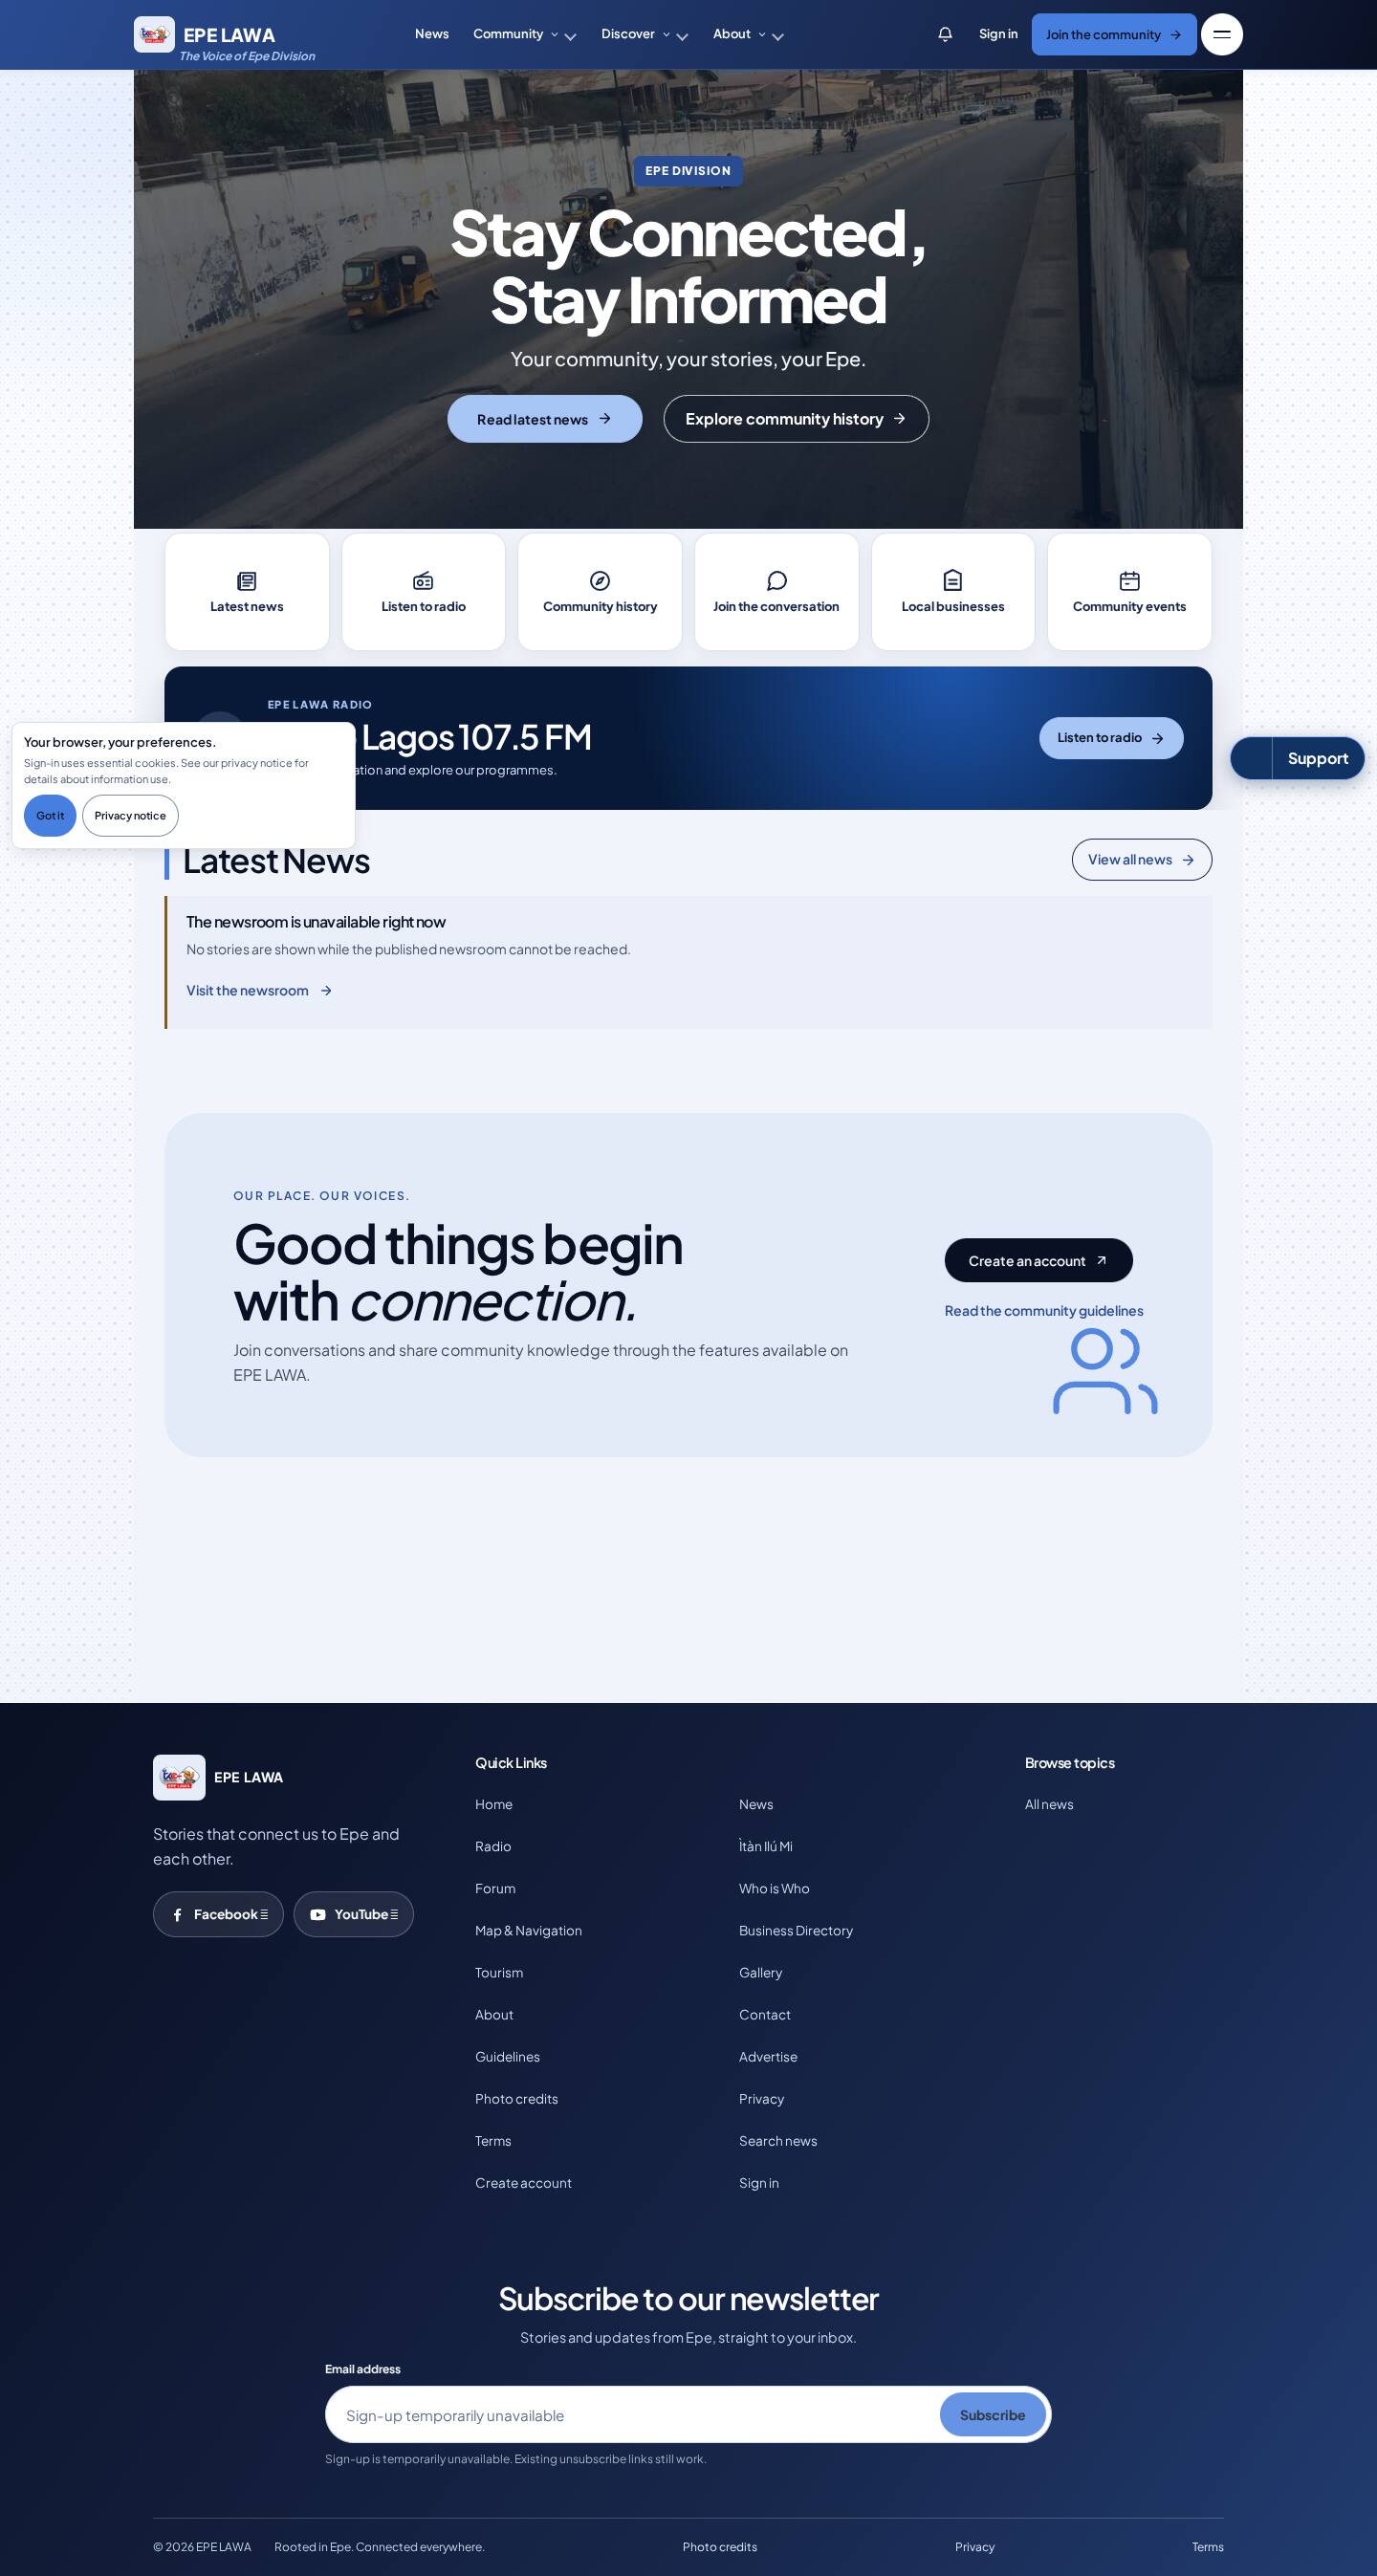 EPE LAWA
The Voice of Epe Division
News
Community
Discover
About
Sign in
Join the community
EPE DIVISION
Stay Connected,
Stay Informed
Your community, your stories, your Epe.
Read latest news
Explore community history
Latest news
Listen to radio
Community history
Join the conversation
Local businesses
Community events
EPE LAWA RADIO
Lagos 107.5 FM
and explore our programmes.
Listen to radio
Your browser, your preferences.
Sign-in uses essential cookies. See our privacy notice for
details about information use.
Got it
Privacy notice
Support
Latest News
View all news
The newsroom is unavailable right now
No stories are shown while the published newsroom cannot be reached.
Visit the newsroom
OUR PLACE. OUR VOICES.
Good things begin
with connection.
Join conversations and share community knowledge through the features available on
EPE LAWA.
Create an account
Read the community guidelines
EPE LAWA
Stories that connect us to Epe and
each other.
Facebook
YouTube
Quick Links
Home
News
Radio
Ìtàn Ilú Mi
Forum
Who is Who
Map & Navigation
Business Directory
Tourism
Gallery
About
Contact
Guidelines
Advertise
Photo credits
Privacy
Terms
Search news
Create account
Sign in
Browse topics
All news
Subscribe to our newsletter
Stories and updates from Epe, straight to your inbox.
Email address
Sign-up temporarily unavailable
Subscribe
Sign-up is temporarily unavailable. Existing unsubscribe links still work.
© 2026 EPE LAWA
Rooted in Epe. Connected everywhere.
Photo credits
Privacy
Terms